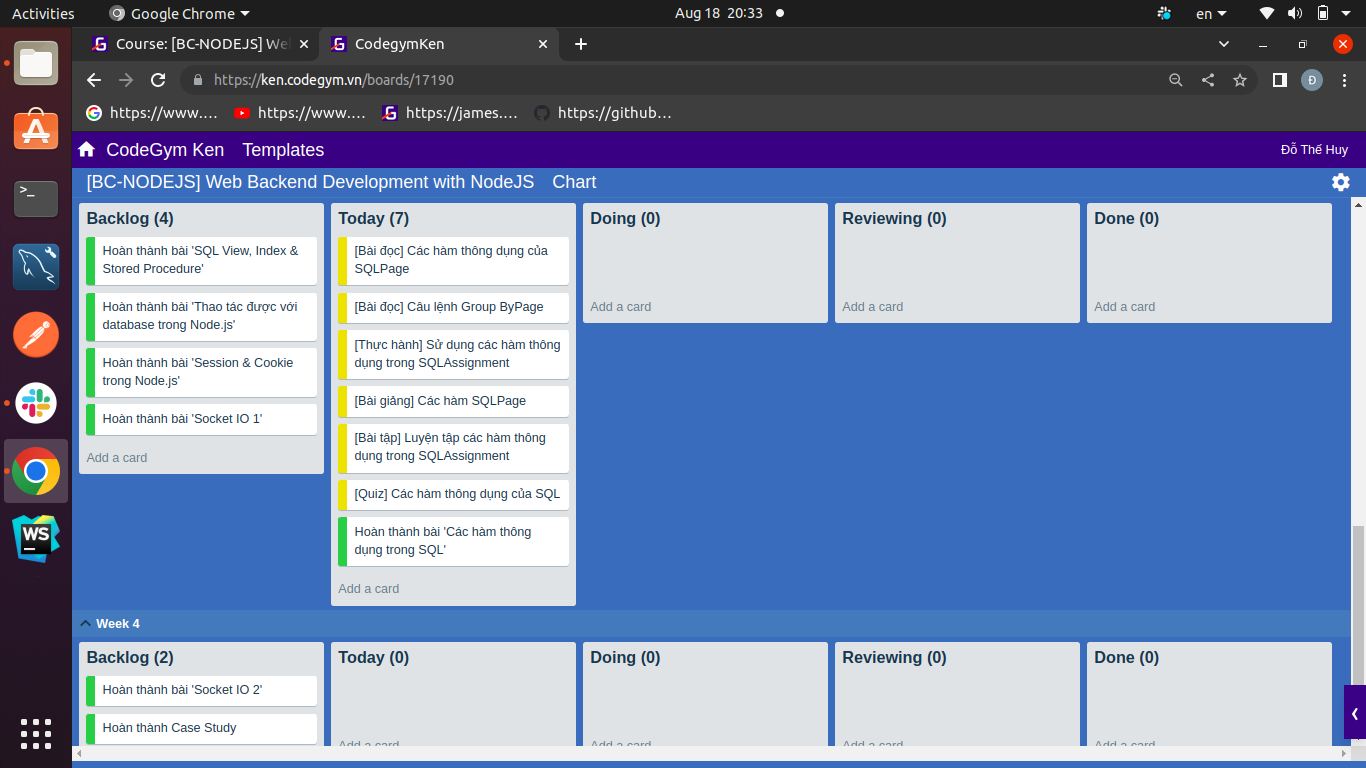 Activities
Google Chrome
Aug 18 20:33
en
Course: [BC-NODEJS] We
CodegymKen
https://ken.codegym.vn/boards/17190
Đ
https://www....
https://www....
https://james....
https://github...
CodeGym Ken
Templates
Đỗ Thế Huy
[BC-NODEJS] Web Backend Development with NodeJS
Chart
Backlog (4)
Hoàn thành bài 'SQL View, Index &
Stored Procedure'
Hoàn thành bài 'Thao tác được với
database trong Node.js'
Hoàn thành bài 'Session & Cookie
trong Node.js'
Hoàn thành bài 'Socket IO 1'
Add a card
Today (7)
[Bài đọc] Các hàm thông dụng của
SQLPage
[Bài đọc] Câu lệnh Group ByPage
[Thực hành] Sử dụng các hàm thông
dụng trong SQLAssignment
[Bài giảng] Các hàm SQLPage
[Bài tập] Luyện tập các hàm thông
dụng trong SQLAssignment
[Quiz] Các hàm thông dụng của SQL
Hoàn thành bài 'Các hàm thông
dụng trong SQL'
Add a card
Doing (0)
Add a card
Reviewing (0)
Add a card
Done (0)
Add a card
Week 4
Backlog (2)
Hoàn thành bài 'Socket IO 2'
Hoàn thành Case Study
Today (0)
Add a card
Doing (0)
Add a card
Reviewing (0)
Add a card
Done (0)
Add a card
>_
WS